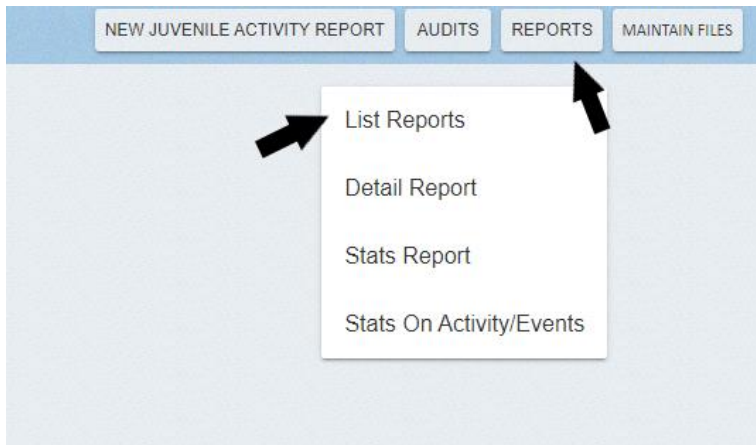 NEW JUVENILE ACTIVITY REPORT AUDITS REPORTS MAINTAIN FILES
List Reports
Detail Report
Stats Report
Stats On Activity/Events